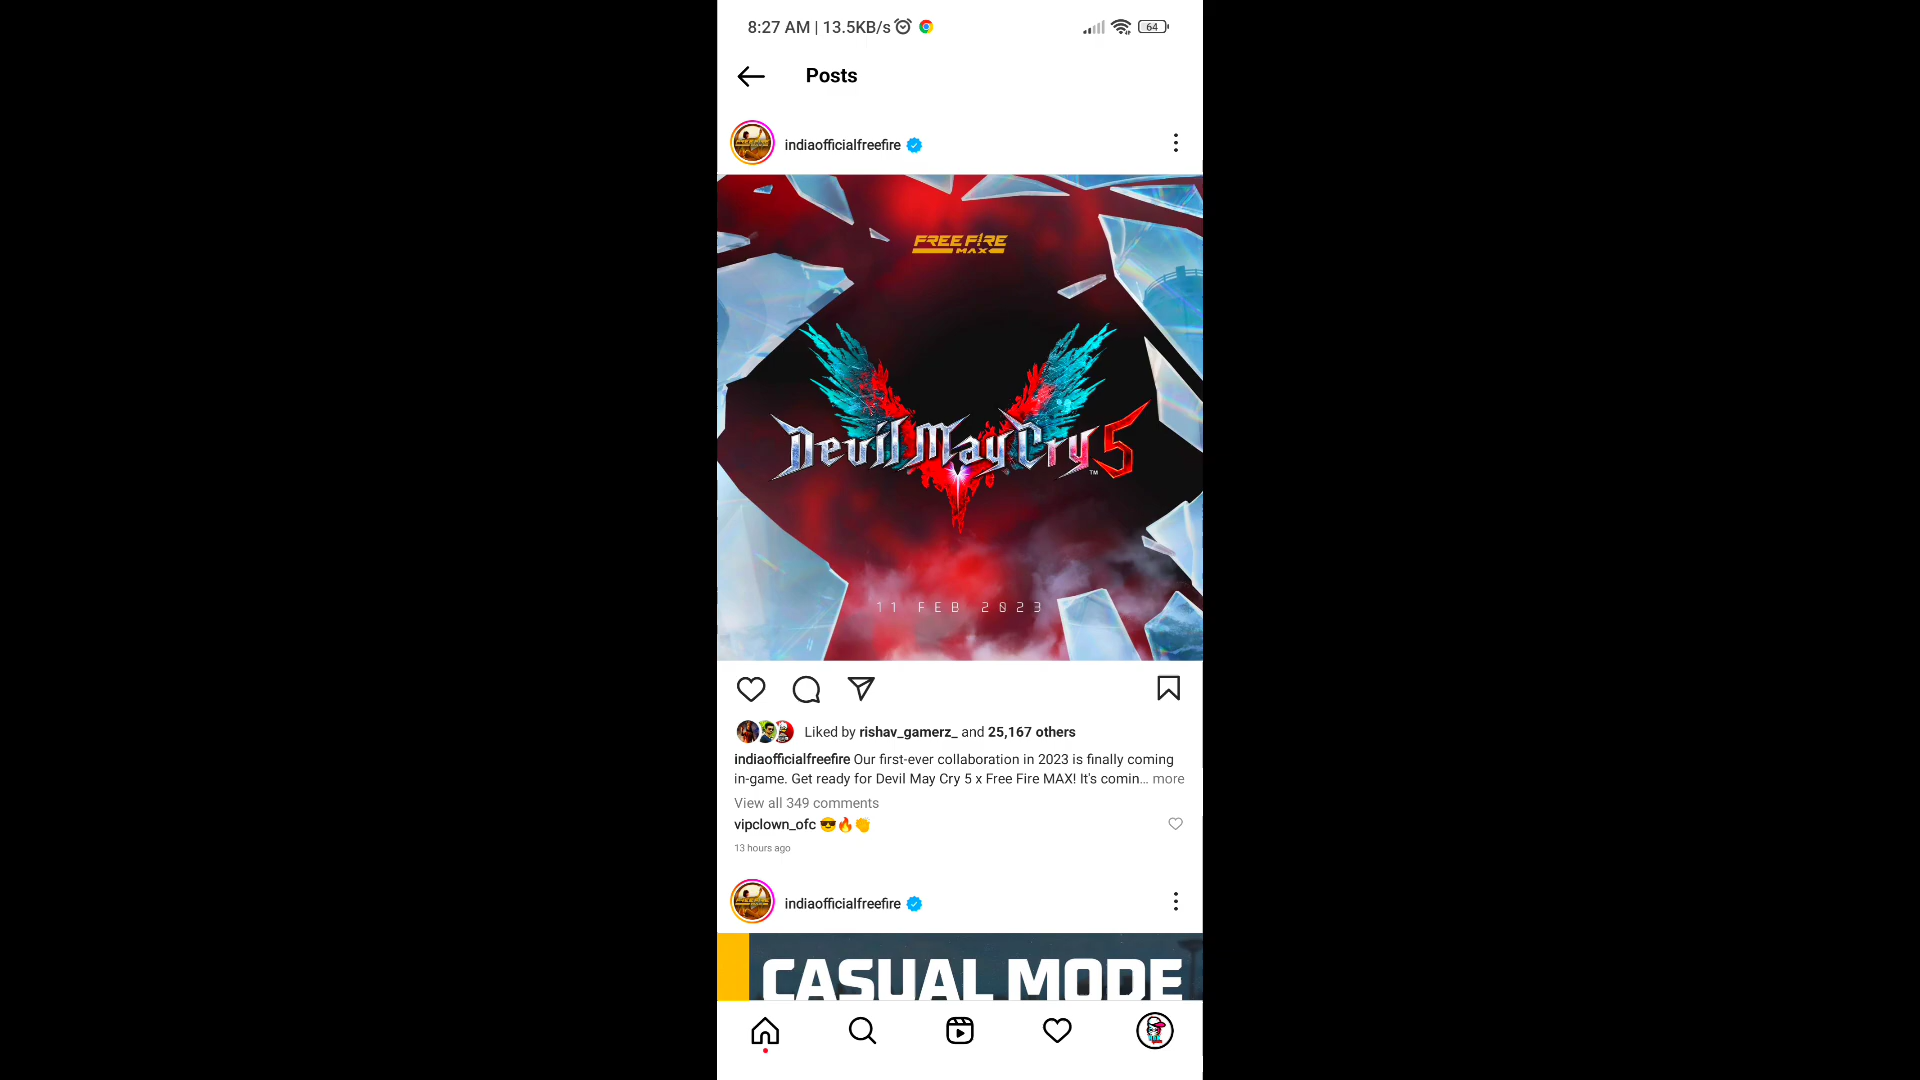 8:27 AM | 13.5KB/s
64
Posts
indiaofficialfreefire
FREE FIRE
MAX
Devil May Cry 5
TM
11 FEB 2023
Liked by rishav_gamerz_ and 25,167 others
indiaofficialfreefire Our first-ever collaboration in 2023 is finally coming
in-game. Get ready for Devil May Cry 5 x Free Fire MAX! It's comin... more
View all 349 comments
vipclown_ofc 😎🔥👏
13 hours ago
indiaofficialfreefire
CASUAL MODE